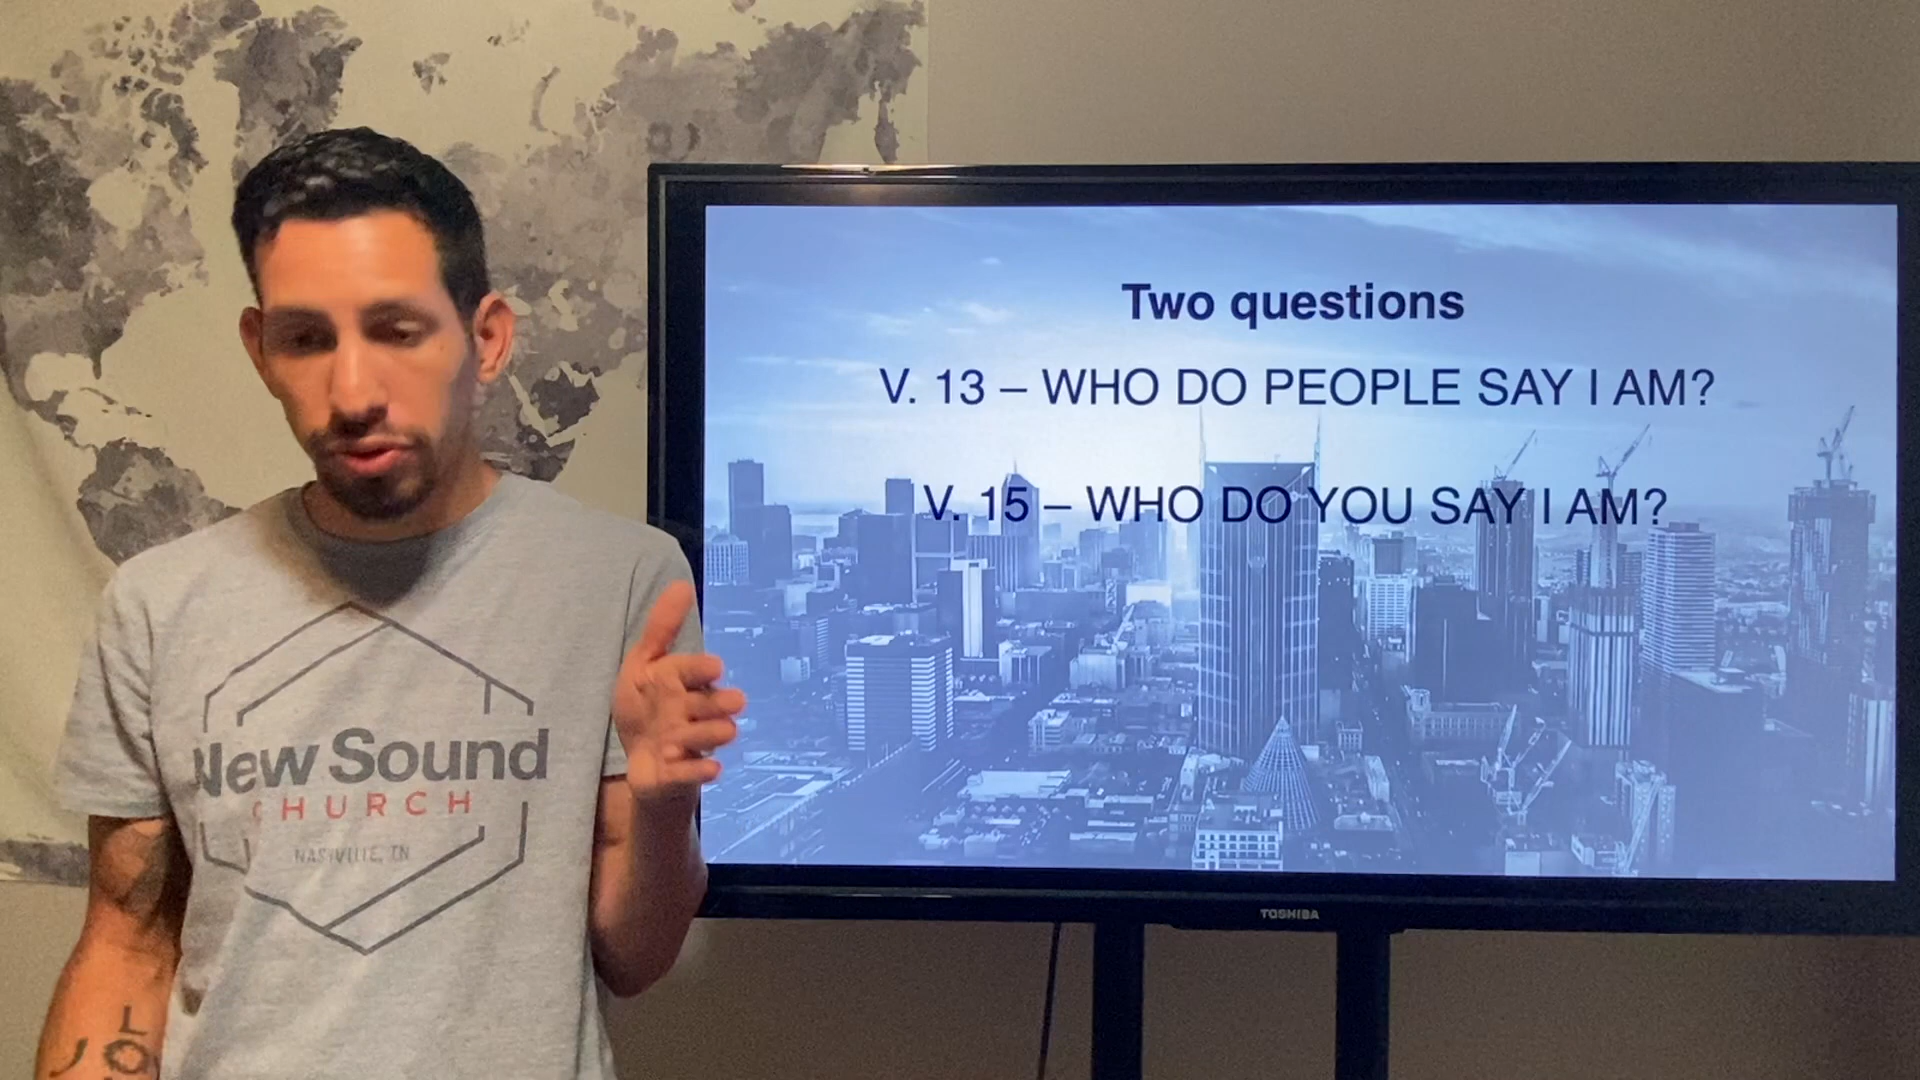 Two questions
V. 13 – WHO DO PEOPLE SAY I AM?
V. 15 – WHO DO YOU SAY I AM?
New Sound
CHURCH
NASHVILLE, TN
TOSHIBA